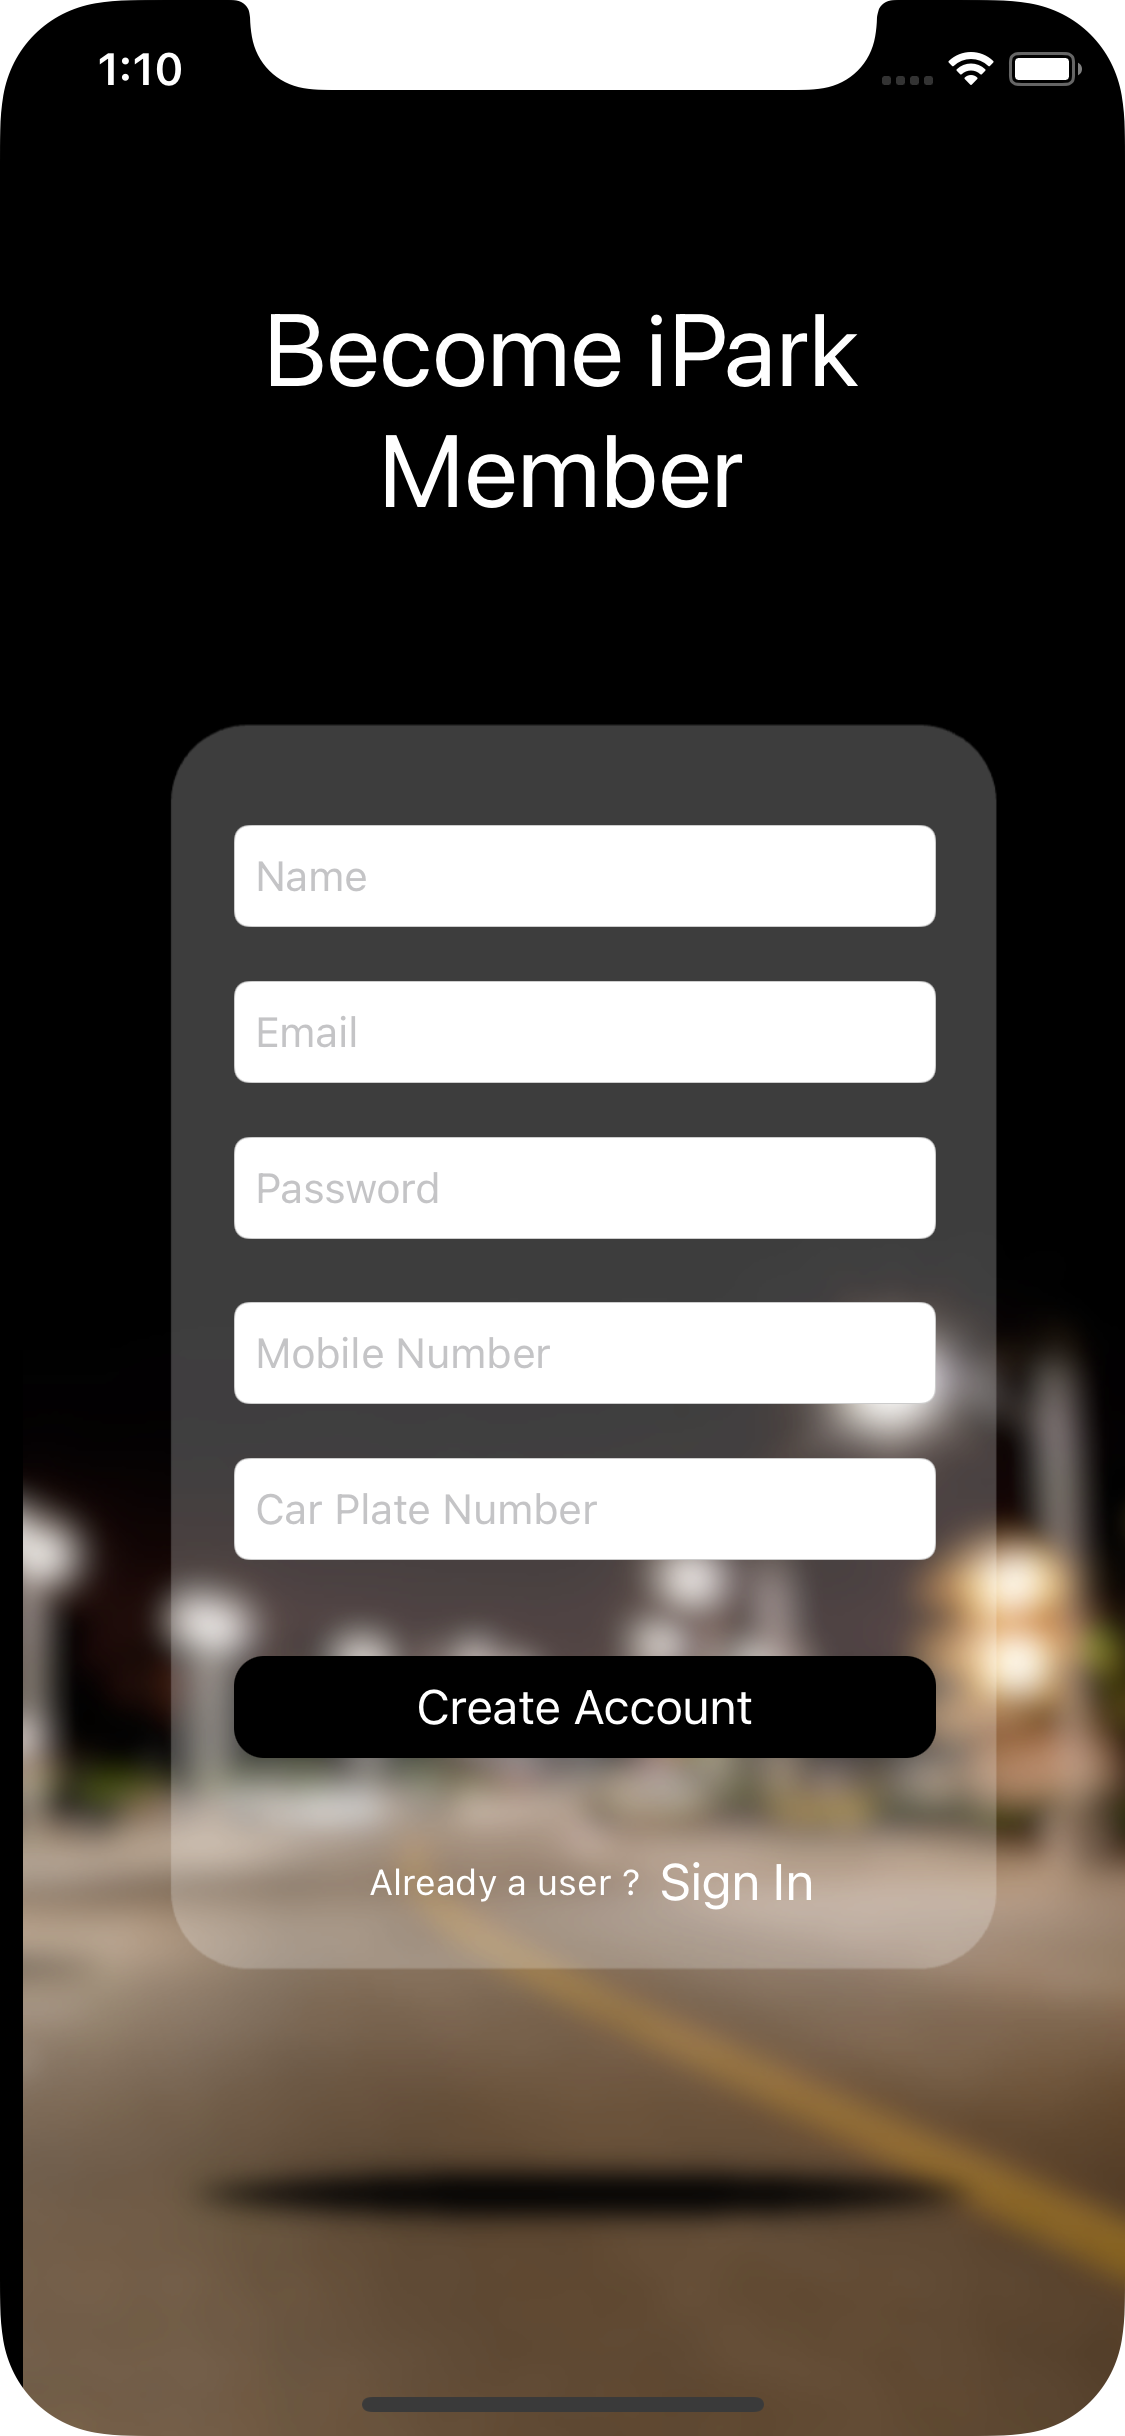 1:10
Become iPark
Member
Name
Email
Password
Mobile Number
Car Plate Number
Create Account
Already a user ? Sign In